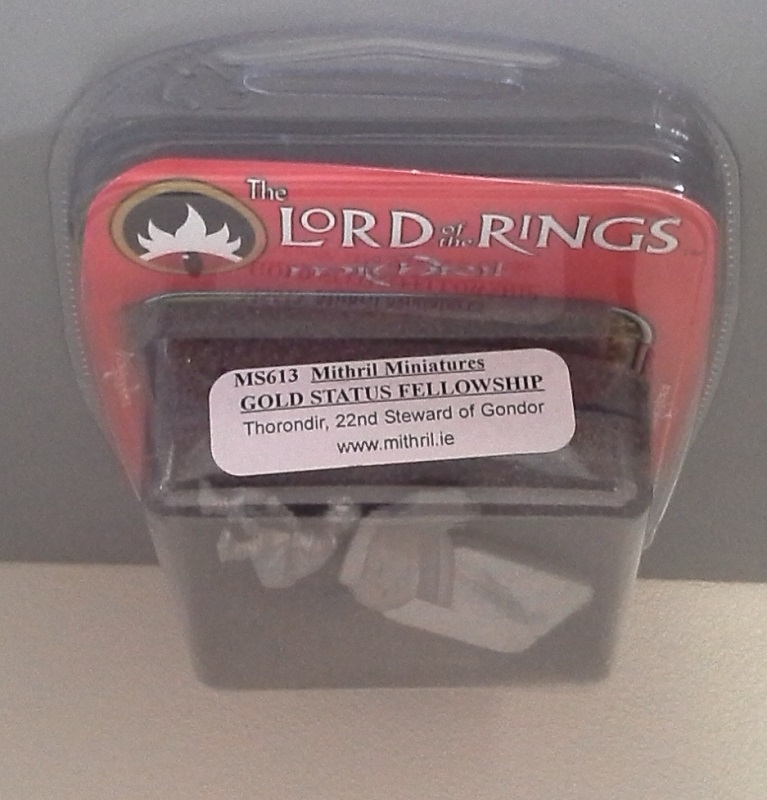 The
LORD of the RINGS
MS613 Mithril Miniatures
GOLD STATUS FELLOWSHIP
Thorondir, 22nd Steward of Gondor
www.mithril.ie